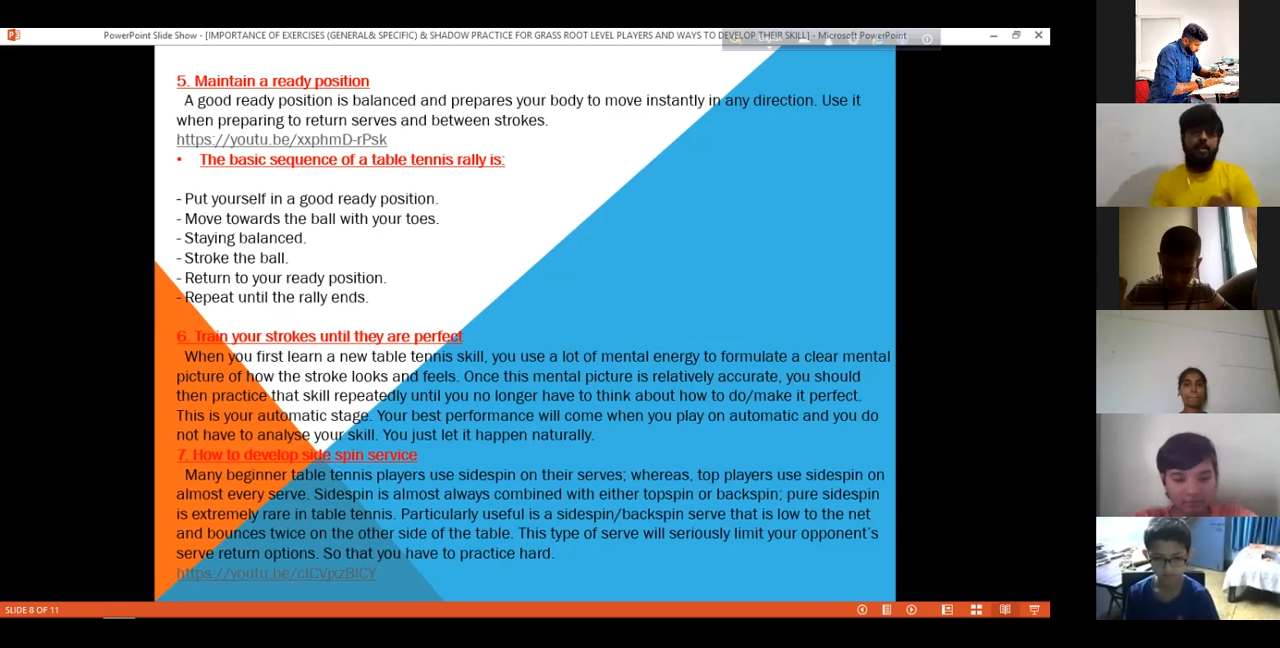 PowerPoint Slide Show - [IMPORTANCE OF EXERCISES (GENERAL& SPECIFIC) & SHADOW PRACTICE FOR GRASS ROOT LEVEL PLAYERS AND WAYS TO DEVELOP THEIR SKILL] - Microsoft PowerPoint
5. Maintain a ready position
A good ready position is balanced and prepares your body to move instantly in any direction. Use it
when preparing to return serves and between strokes.
https://youtu.be/xxphmD-rPsk
• The basic sequence of a table tennis rally is:
- Put yourself in a good ready position.
- Move towards the ball with your toes.
- Staying balanced.
- Stroke the ball.
- Return to your ready position.
- Repeat until the rally ends.
6. Train your strokes until they are perfect
When you first learn a new table tennis skill, you use a lot of mental energy to formulate a clear mental
picture of how the stroke looks and feels. Once this mental picture is relatively accurate, you should
then practice that skill repeatedly until you no longer have to think about how to do/make it perfect.
This is your automatic stage. Your best performance will come when you play on automatic and you do
not have to analyse your skill. You just let it happen naturally.
7. How to develop side spin service
Many beginner table tennis players use sidespin on their serves; whereas, top players use sidespin on
almost every serve. Sidespin is almost always combined with either topspin or backspin; pure sidespin
is extremely rare in table tennis. Particularly useful is a sidespin/backspin serve that is low to the net
and bounces twice on the other side of the table. This type of serve will seriously limit your opponent's
serve return options. So that you have to practice hard.
SLIDE 8 OF 11